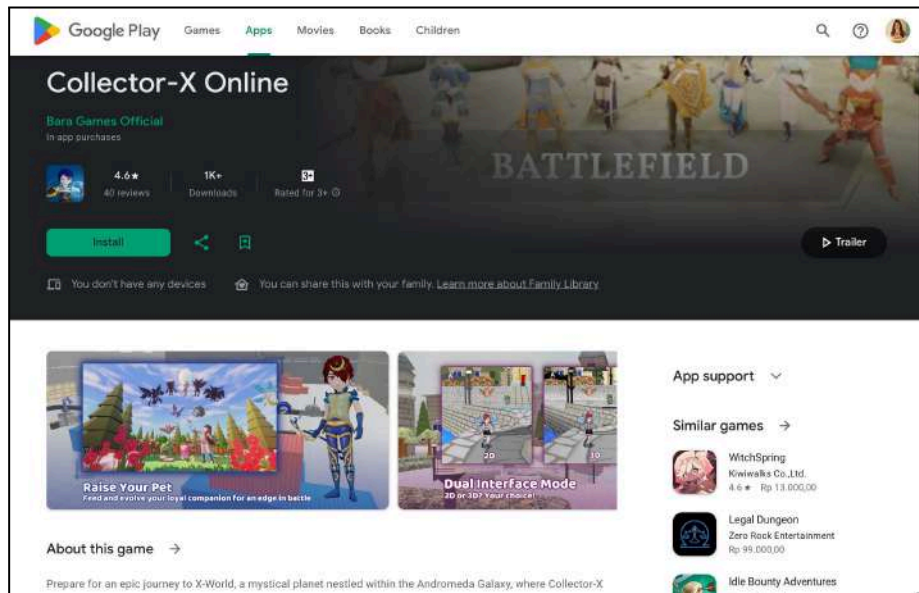 Google Play Games Apps Movies Books Children
Collector-X Online
Bara Games Official
In-app purchases
BATTLEFIELD
4.6★ 1K+ 3+
40 reviews Downloads Rated for 3+
Install Trailer
You don't have any devices You can share this with your family. Learn more about Family Library
Raise Your Pet
Feed and evolve your loyal companion for an edge in battle
2D 3D
Dual Interface Mode
2D or 3D? Your choice!
App support
Similar games
WitchSpring
Kiwiwalks Co.,Ltd.
4.6★ Rp 13.000,00
Legal Dungeon
Zero Rock Entertainment
Rp 99.000,00
Idle Bounty Adventures
About this game
Prepare for an epic journey to X-World, a mystical planet nestled within the Andromeda Galaxy, where Collector-X